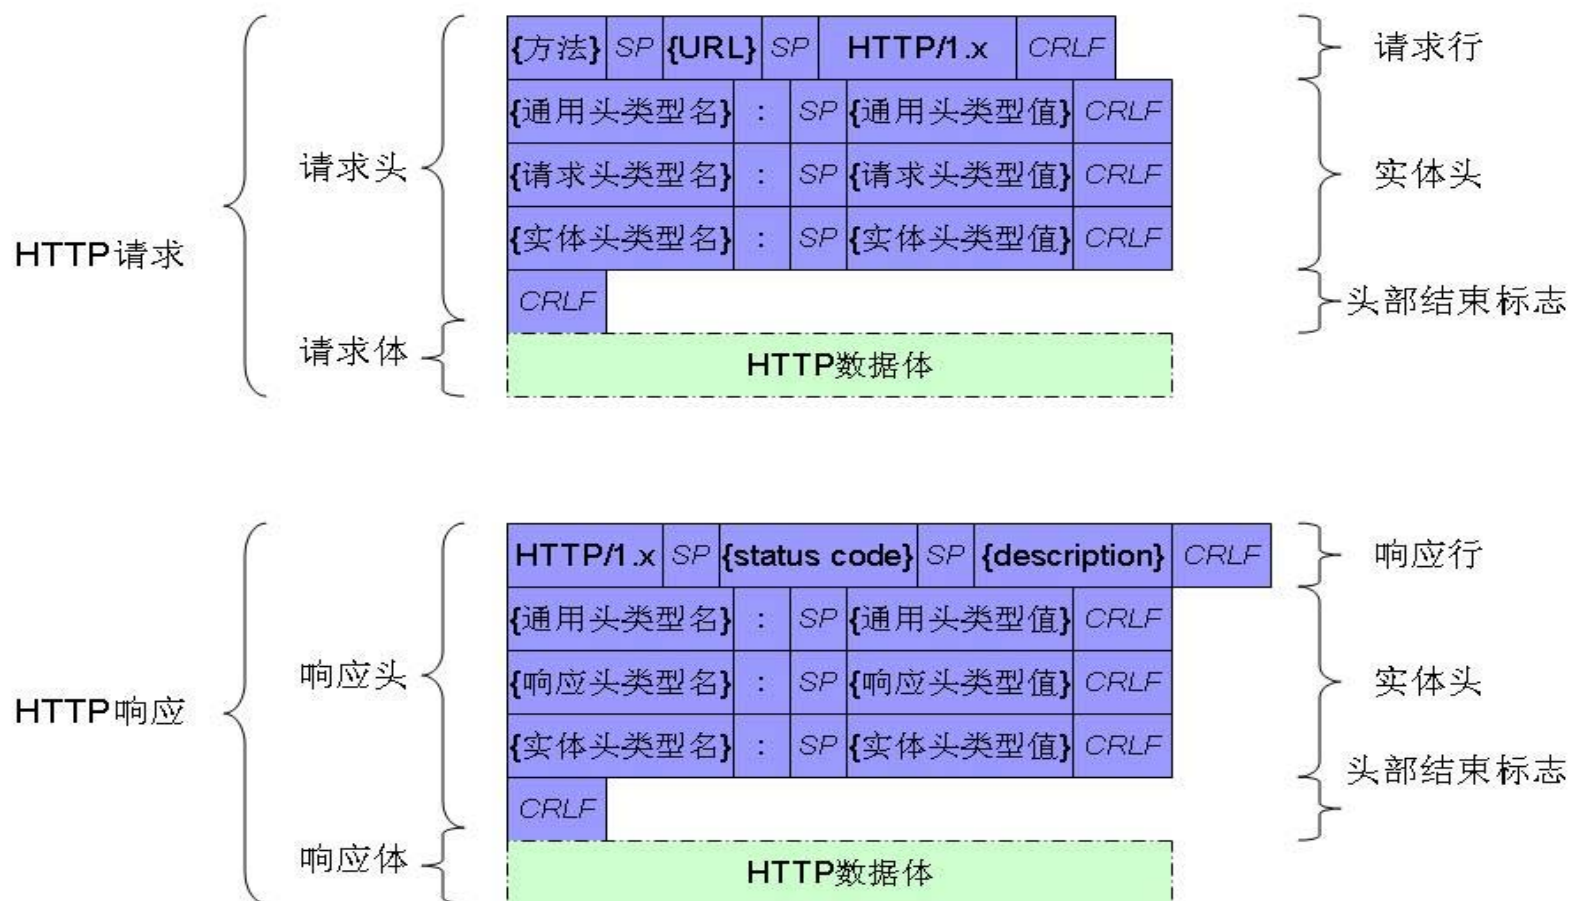 {方法} SP {URL} SP HTTP/1.x CRLF 请求行
{通用头类型名} : SP {通用头类型值} CRLF
请求头 {请求头类型名} : SP {请求头类型值} CRLF 实体头
{实体头类型名} : SP {实体头类型值} CRLF
HTTP请求
CRLF 头部结束标志
请求体 HTTP数据体
HTTP/1.x SP {status code} SP {description} CRLF 响应行
{通用头类型名} : SP {通用头类型值} CRLF
响应头 {响应头类型名} : SP {响应头类型值} CRLF 实体头
HTTP响应
{实体头类型名} : SP {实体头类型值} CRLF
头部结束标志
CRLF
响应体 HTTP数据体